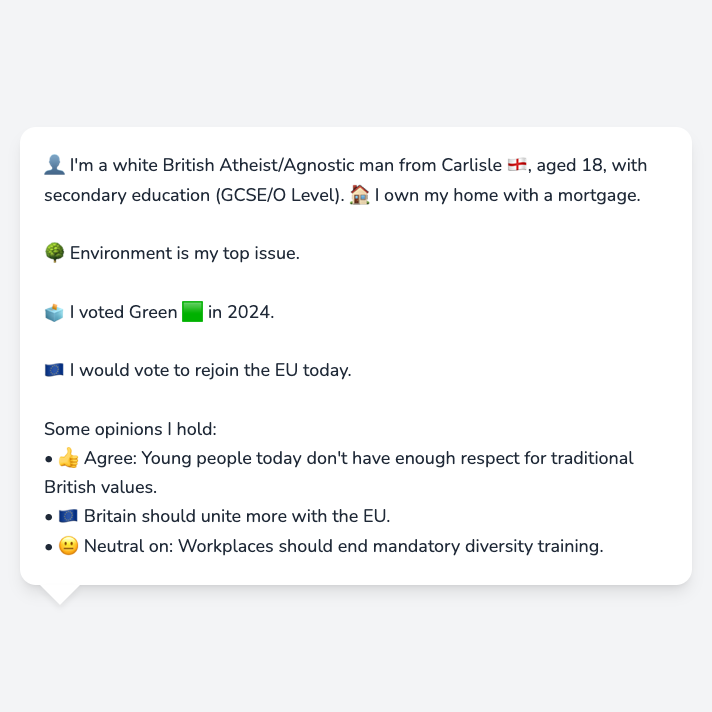 👤 I'm a white British Atheist/Agnostic man from Carlisle 🏴󠁧󠁢󠁥󠁮󠁧󠁿, aged 18, with
secondary education (GCSE/O Level). 🏠 I own my home with a mortgage.
🌳 Environment is my top issue.
🗳️ I voted Green 🟩 in 2024.
🇪🇺 I would vote to rejoin the EU today.
Some opinions I hold:
• 👍 Agree: Young people today don't have enough respect for traditional
British values.
• 🇪🇺 Britain should unite more with the EU.
• 😐 Neutral on: Workplaces should end mandatory diversity training.